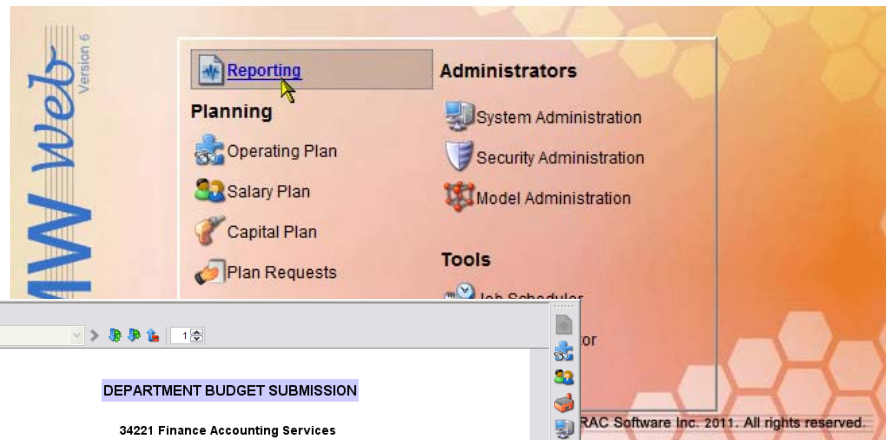 MW Web
Version 6
Reporting
Planning
Operating Plan
Salary Plan
Capital Plan
Plan Requests
Administrators
System Administration
Security Administration
Model Administration
Tools
Job Scheduler
or
1
DEPARTMENT BUDGET SUBMISSION
34221 Finance Accounting Services
RAC Software Inc. 2011. All rights reserved.